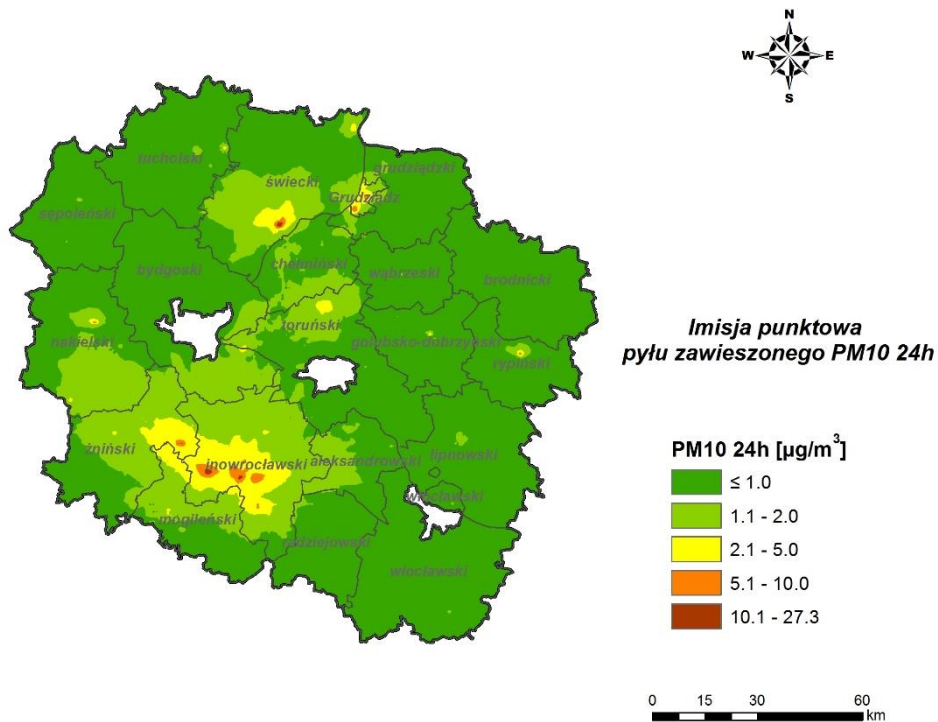 N
W E
S
tucholski
świecki
grudziędzki
Grudziądz
sępoleński
bydgoski
chełmiński
wąbrzeski
brodnicki
nakielski
toruński
golubsko-dobrzyński
rypiński
żniński
inowrocławski
aleksandrowski
lipnowski
włocławski
mogileński
radziejowski
włocławski
Imisja punktowa
pyłu zawieszonego PM10 24h
PM10 24h [µg/m³]
≤ 1.0
1.1 - 2.0
2.1 - 5.0
5.1 - 10.0
10.1 - 27.3
0 15 30 60
km